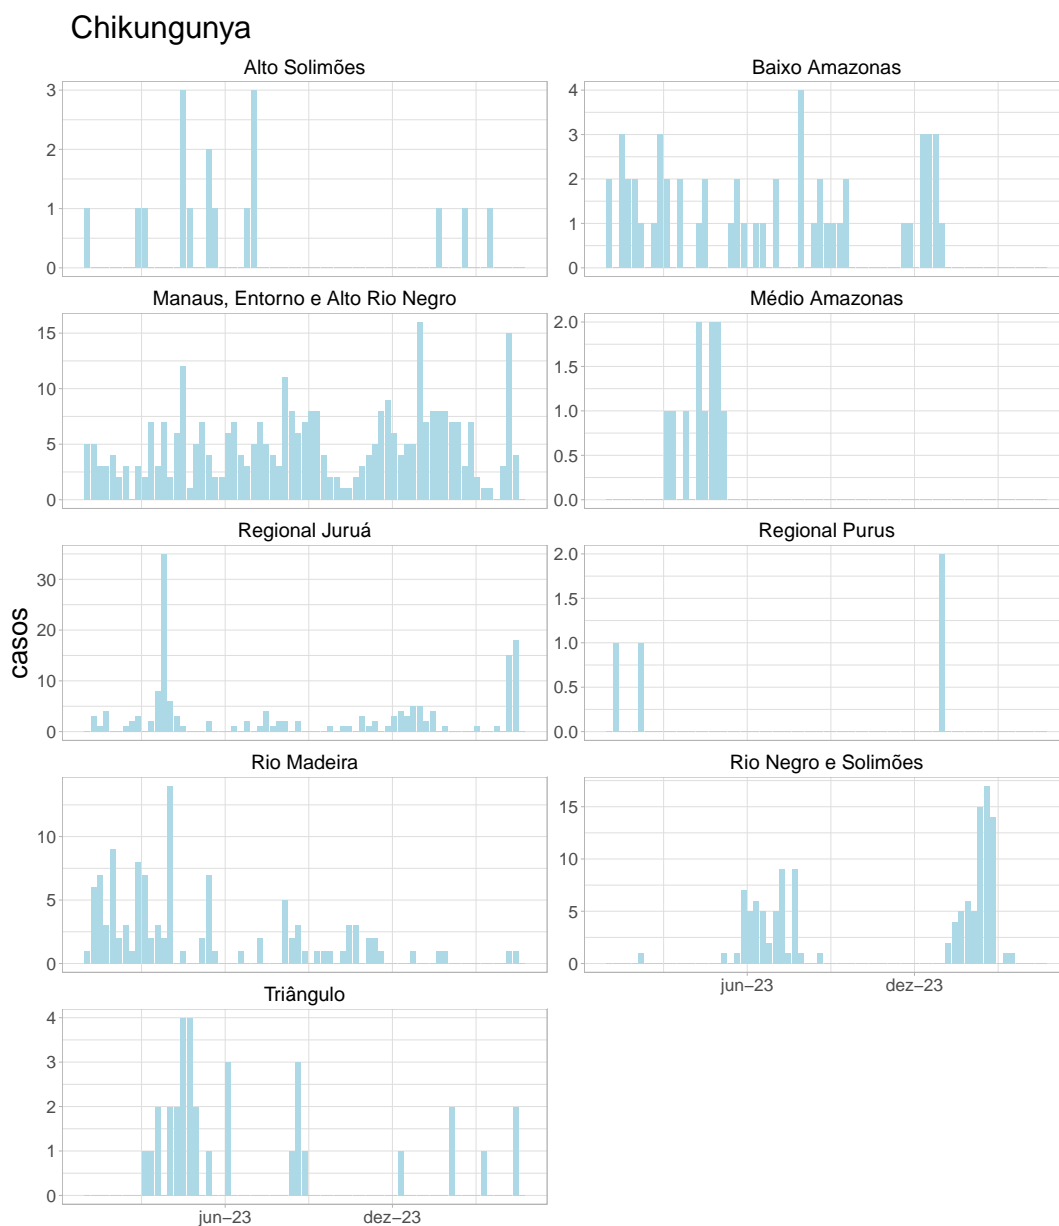 Chikungunya
Alto Solimões
Baixo Amazonas
3
2
1
0
4
3
2
1
0
Manaus, Entorno e Alto Rio Negro
Médio Amazonas
15
10
5
0
2.0
1.5
1.0
0.5
0.0
Regional Juruá
Regional Purus
30
20
10
0
2.0
1.5
1.0
0.5
0.0
casos
Rio Madeira
Rio Negro e Solimões
10
5
0
15
10
5
0
jun−23
dez−23
Triângulo
4
3
2
1
0
jun−23
dez−23